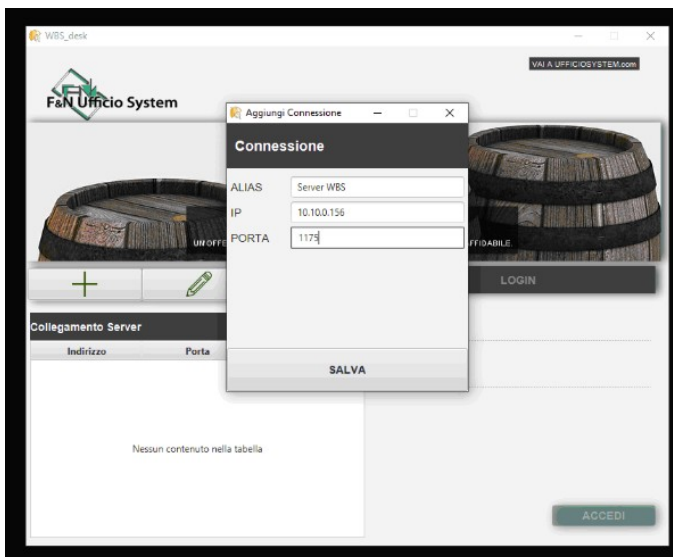 WBS_desk
VAI A UFFICIOSYSTEM.com
F&N Ufficio System
Aggiungi Connessione
Connessione
ALIAS Server WBS
IP 10.10.0.156
PORTA 1175
UN OFFE
FFIDABILE.
LOGIN
Collegamento Server
Indirizzo Porta
SALVA
Nessun contenuto nella tabella
ACCEDI